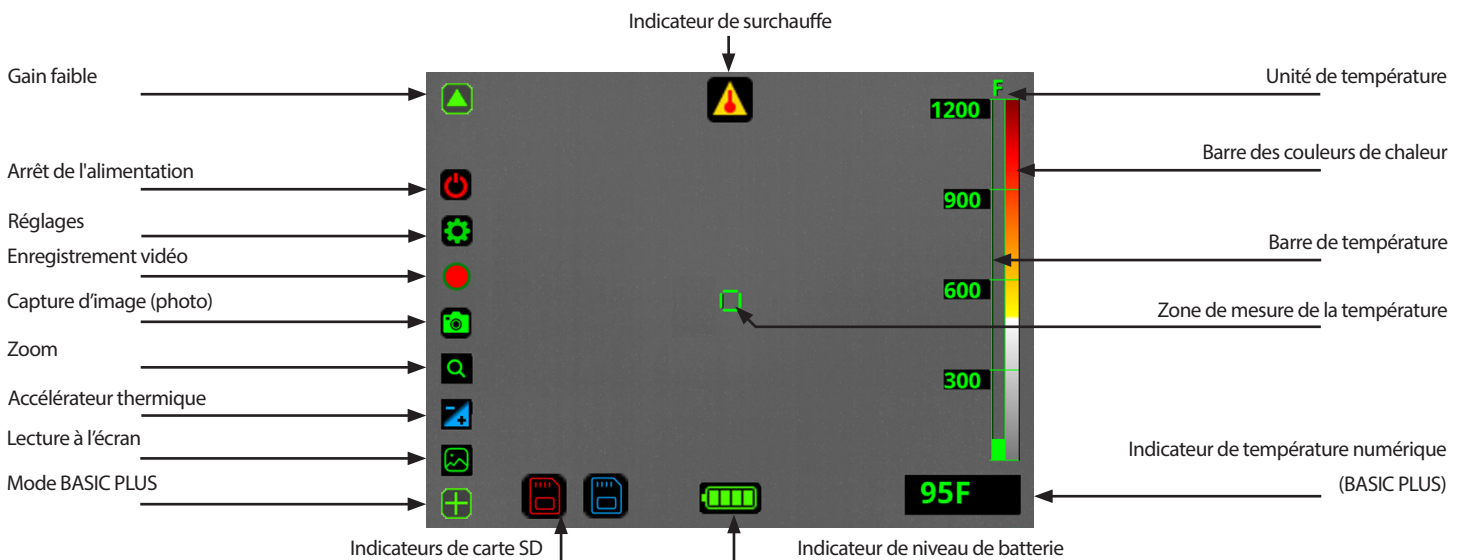 Indicateur de surchauffe
Gain faible
Unité de température
F
1200
Barre des couleurs de chaleur
Arrêt de l'alimentation
900
Réglages
Barre de température
Enregistrement vidéo
600
Capture d’image (photo)
Zone de mesure de la température
Zoom
300
Accélérateur thermique
Lecture à l’écran
Indicateur de température numérique
(BASIC PLUS)
Mode BASIC PLUS
95F
Indicateurs de carte SD
Indicateur de niveau de batterie